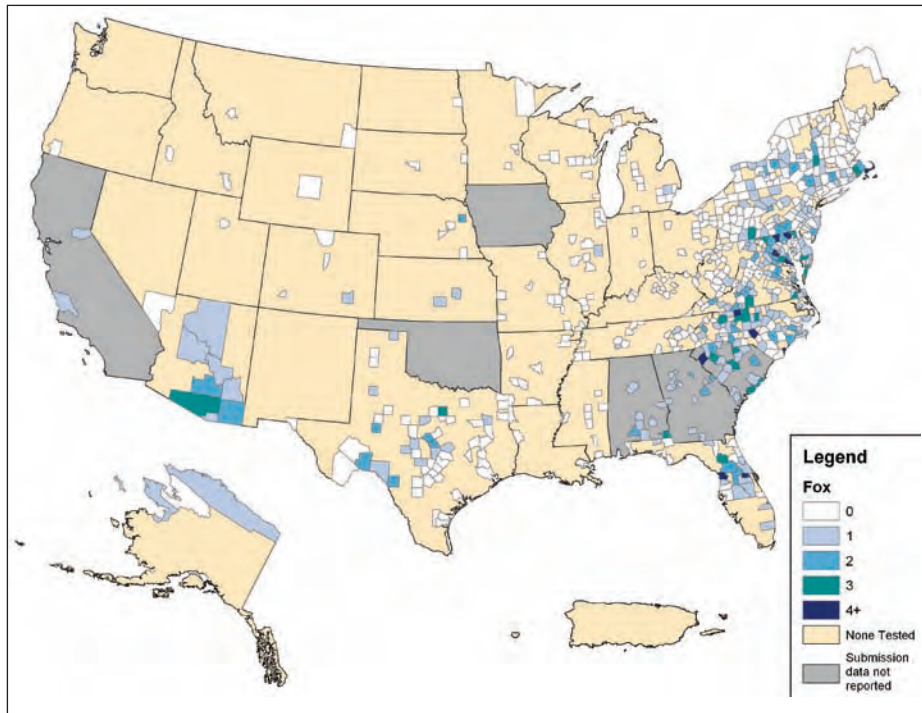 Legend
Fox
0
1
2
3
4+
None Tested
Submission
data not
reported